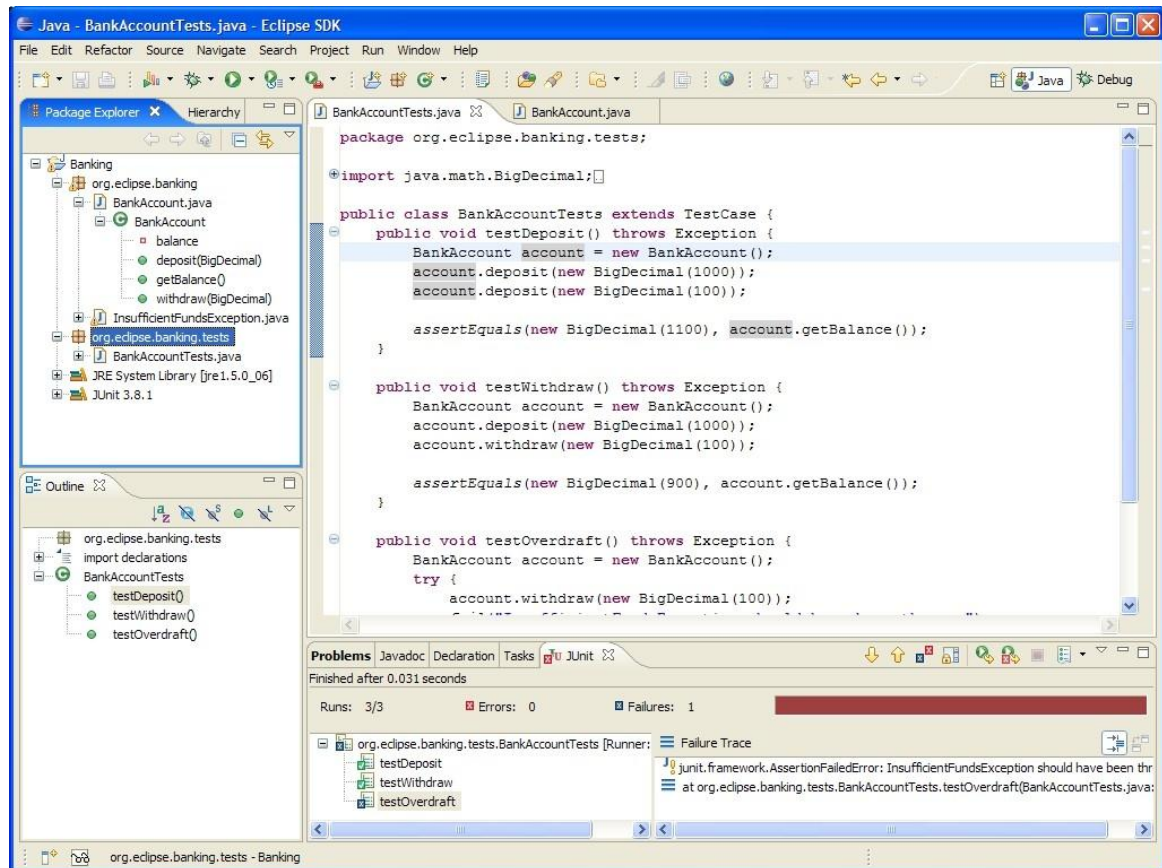 Java - BankAccountTests.java - Eclipse SDK
File Edit Refactor Source Navigate Search Project Run Window Help
Java Debug
Package Explorer Hierarchy
Banking
org.eclipse.banking
BankAccount.java
BankAccount
balance
deposit(BigDecimal)
getBalance()
withdraw(BigDecimal)
InsufficientFundsException.java
org.eclipse.banking.tests
BankAccountTests.java
JRE System Library [jre1.5.0_06]
JUnit 3.8.1
Outline
org.eclipse.banking.tests
import declarations
BankAccountTests
testDeposit()
testWithdraw()
testOverdraft()
BankAccountTests.java BankAccount.java
package org.eclipse.banking.tests;
import java.math.BigDecimal;
public class BankAccountTests extends TestCase {
public void testDeposit() throws Exception {
BankAccount account = new BankAccount();
account.deposit(new BigDecimal(1000));
account.deposit(new BigDecimal(100));
assertEquals(new BigDecimal(1100), account.getBalance());
}
public void testWithdraw() throws Exception {
BankAccount account = new BankAccount();
account.deposit(new BigDecimal(1000));
account.withdraw(new BigDecimal(100));
assertEquals(new BigDecimal(900), account.getBalance());
}
public void testOverdraft() throws Exception {
BankAccount account = new BankAccount();
try {
account.withdraw(new BigDecimal(100));
Problems Javadoc Declaration Tasks JUnit
Finished after 0.031 seconds
Runs: 3/3 Errors: 0 Failures: 1
org.eclipse.banking.tests.BankAccountTests [Runner:
testDeposit
testWithdraw
testOverdraft
Failure Trace
junit.framework.AssertionFailedError: InsufficientFundsException should have been thr
at org.eclipse.banking.tests.BankAccountTests.testOverdraft(BankAccountTests.java:
org.eclipse.banking.tests - Banking